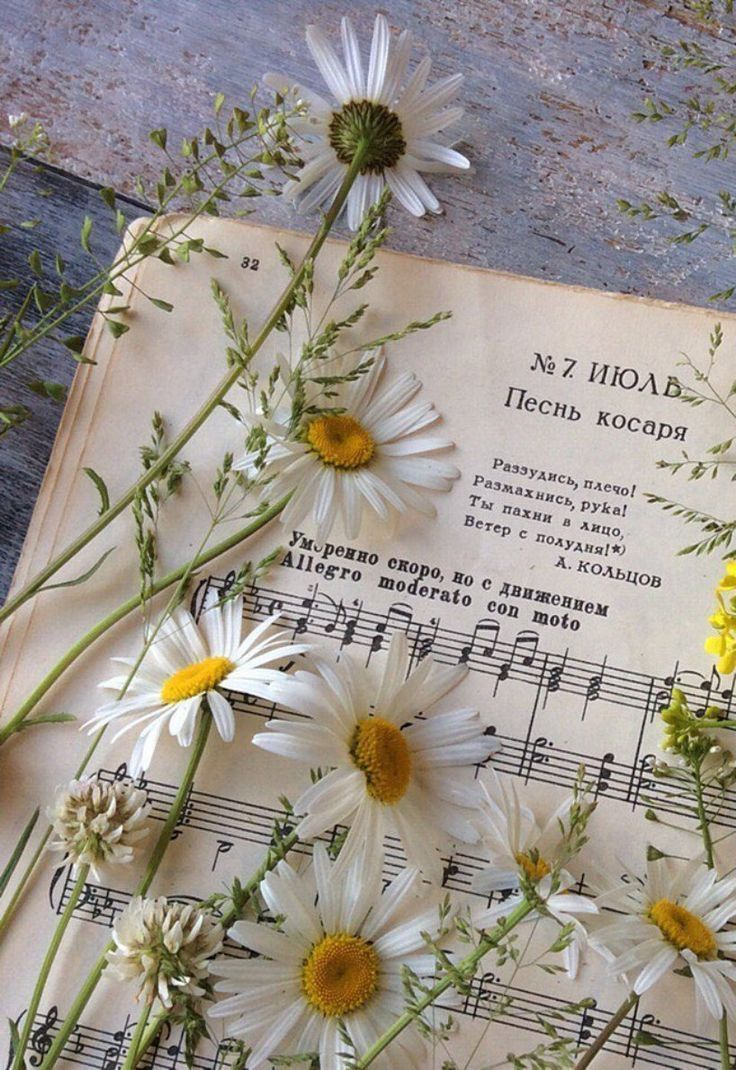 32
№ 7. ИЮЛЬ
Песнь косаря
Раззудись, плечо!
Размахнись, рука!
Ты пахни в лицо,
Ветер с полудня!*)
А. КОЛЬЦОВ
Умеренно скоро, но с движением
Allegro moderato con moto